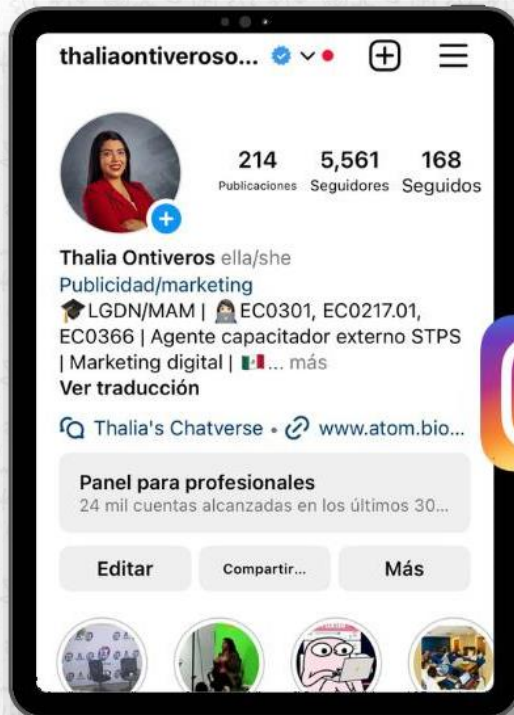 thaliaontiveroso...
214 5,561 168
Publicaciones Seguidores Seguidos
Thalia Ontiveros ella/she
Publicidad/marketing
🎓LGDN/MAM | 👩🏻‍💻EC0301, EC0217.01,
EC0366 | Agente capacitador externo STPS
| Marketing digital | 🇲🇽... más
Ver traducción
Thalia's Chatverse • www.atom.bio...
Panel para profesionales
24 mil cuentas alcanzadas en los últimos 30...
Editar Compartir... Más